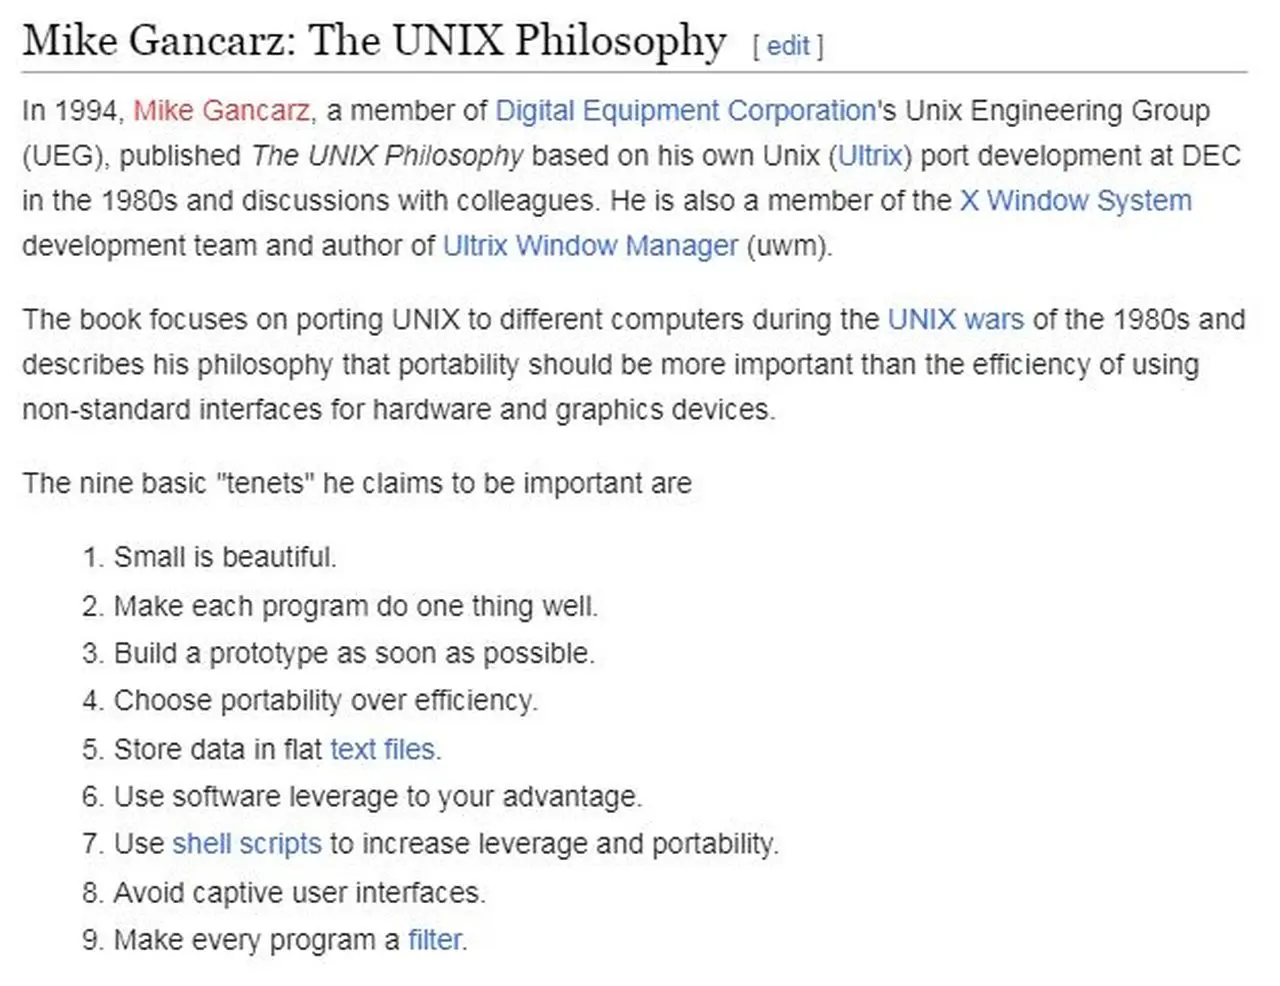 Mike Gancarz: The UNIX Philosophy [ edit ]
In 1994, Mike Gancarz, a member of Digital Equipment Corporation's Unix Engineering Group
(UEG), published The UNIX Philosophy based on his own Unix (Ultrix) port development at DEC
in the 1980s and discussions with colleagues. He is also a member of the X Window System
development team and author of Ultrix Window Manager (uwm).
The book focuses on porting UNIX to different computers during the UNIX wars of the 1980s and
describes his philosophy that portability should be more important than the efficiency of using
non-standard interfaces for hardware and graphics devices.
The nine basic "tenets" he claims to be important are
1. Small is beautiful.
2. Make each program do one thing well.
3. Build a prototype as soon as possible.
4. Choose portability over efficiency.
5. Store data in flat text files.
6. Use software leverage to your advantage.
7. Use shell scripts to increase leverage and portability.
8. Avoid captive user interfaces.
9. Make every program a filter.